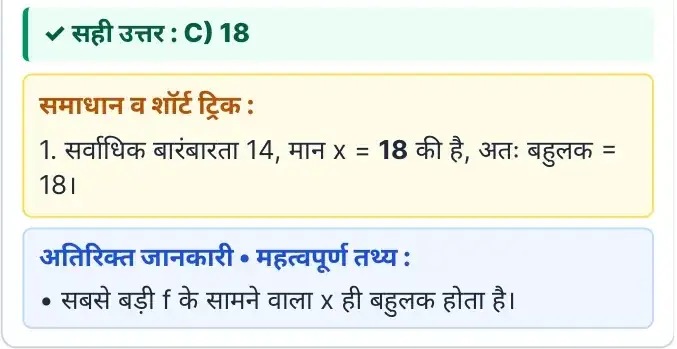 ✓ सही उत्तर : C) 18
समाधान व शॉर्ट ट्रिक :
1. सर्वाधिक बारंबारता 14, मान x = 18 की है, अतः बहुलक =
18।
अतिरिक्त जानकारी • महत्वपूर्ण तथ्य :
• सबसे बड़ी f के सामने वाला x ही बहुलक होता है।